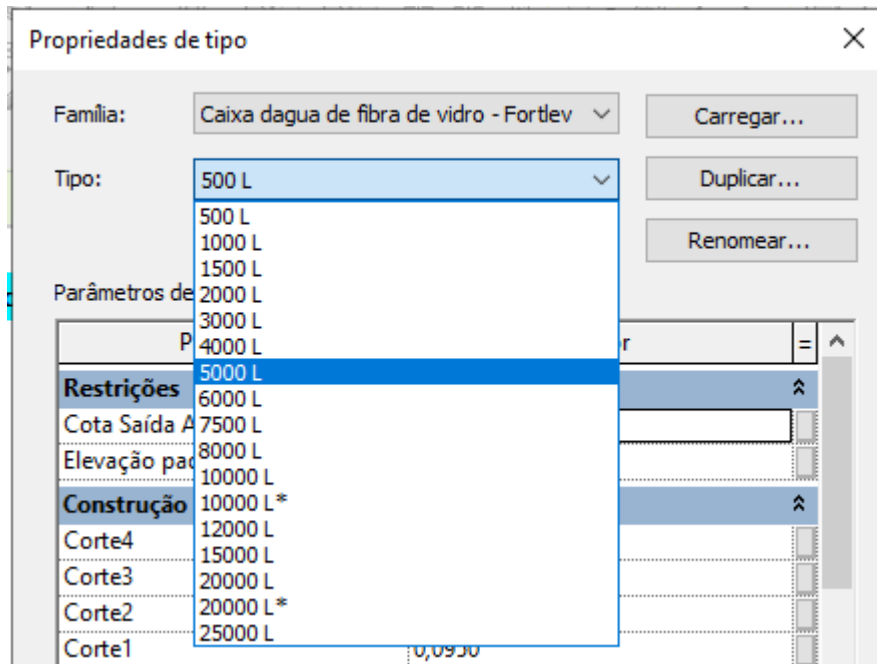 Propriedades de tipo
Família: Caixa dagua de fibra de vidro - Fortlev Carregar...
Tipo: 500 L Duplicar...
500 L
1000 L Renomear...
1500 L
Parâmetros de 2000 L
3000 L
P 4000 L r =
5000 L
Restrições
6000 L
Cota Saída A 7500 L
8000 L
Elevação pad
10000 L
Construção 10000 L*
12000 L
Corte4
15000 L
Corte3 20000 L
Corte2 20000 L*
25000 L
Corte1 0,0950